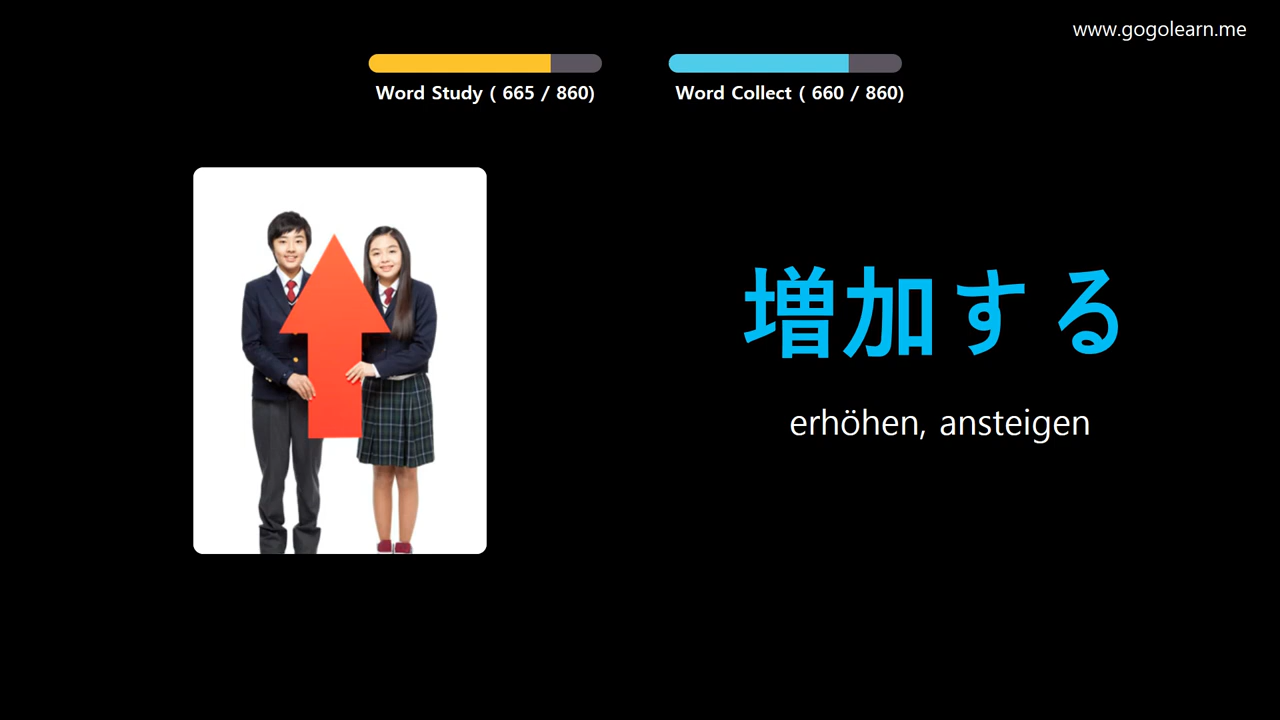 www.gogolearn.me
Word Study ( 665 / 860)
Word Collect ( 660 / 860)
増加する
erhöhen, ansteigen